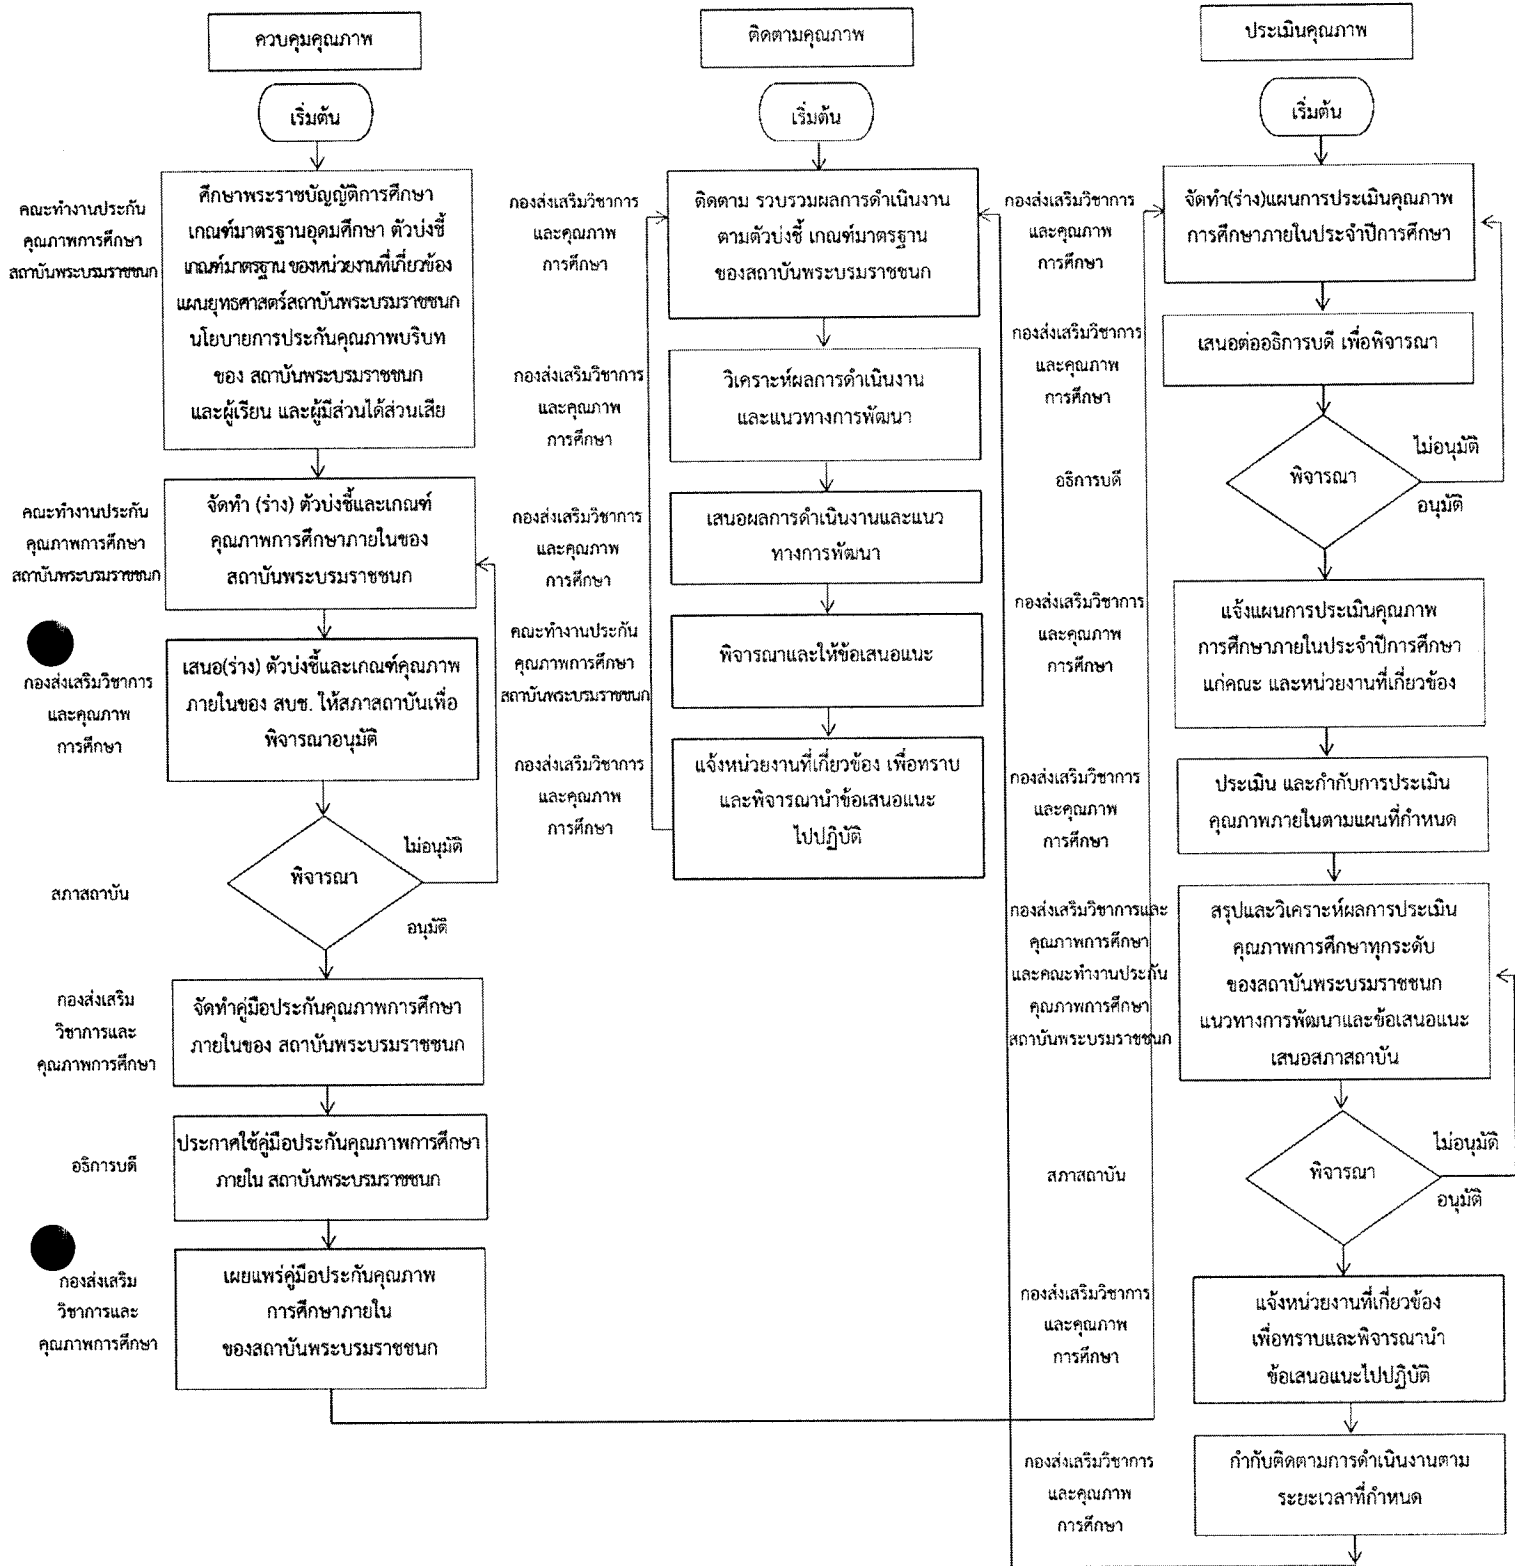 ควบคุมคุณภาพ
เริ่มต้น
คณะทำงานประกัน
คุณภาพการศึกษา
สถาบันพระบรมราชชนก
ศึกษาพระราชบัญญัติการศึกษา
เกณฑ์มาตรฐานอุดมศึกษา ตัวบ่งชี้
เกณฑ์มาตรฐาน ของหน่วยงานที่เกี่ยวข้อง
แผนยุทธศาสตร์สถาบันพระบรมราชชนก
นโยบายการประกันคุณภาพบริบท
ของ สถาบันพระบรมราชชนก
และผู้เรียน และผู้มีส่วนได้ส่วนเสีย
คณะทำงานประกัน
คุณภาพการศึกษา
สถาบันพระบรมราชชนก
จัดทำ (ร่าง) ตัวบ่งชี้และเกณฑ์
คุณภาพการศึกษาภายในของ
สถาบันพระบรมราชชนก
กองส่งเสริมวิชาการ
และคุณภาพ
การศึกษา
เสนอ(ร่าง) ตัวบ่งชี้และเกณฑ์คุณภาพ
ภายในของ สบช. ให้สภาสถาบันเพื่อ
พิจารณาอนุมัติ
สภาสถาบัน
พิจารณา
ไม่อนุมัติ
อนุมัติ
กองส่งเสริม
วิชาการและ
คุณภาพการศึกษา
จัดทำคู่มือประกันคุณภาพการศึกษา
ภายในของ สถาบันพระบรมราชชนก
อธิการบดี
ประกาศใช้คู่มือประกันคุณภาพการศึกษา
ภายใน สถาบันพระบรมราชชนก
กองส่งเสริม
วิชาการและ
คุณภาพการศึกษา
เผยแพร่คู่มือประกันคุณภาพ
การศึกษาภายใน
ของสถาบันพระบรมราชชนก
ติดตามคุณภาพ
เริ่มต้น
กองส่งเสริมวิชาการ
และคุณภาพ
การศึกษา
ติดตาม รวบรวมผลการดำเนินงาน
ตามตัวบ่งชี้ เกณฑ์มาตรฐาน
ของสถาบันพระบรมราชชนก
กองส่งเสริมวิชาการ
และคุณภาพ
การศึกษา
วิเคราะห์ผลการดำเนินงาน
และแนวทางการพัฒนา
กองส่งเสริมวิชาการ
และคุณภาพ
การศึกษา
เสนอผลการดำเนินงานและแนว
ทางการพัฒนา
คณะทำงานประกัน
คุณภาพการศึกษา
สถาบันพระบรมราชชนก
พิจารณาและให้ข้อเสนอแนะ
กองส่งเสริมวิชาการ
และคุณภาพ
การศึกษา
แจ้งหน่วยงานที่เกี่ยวข้อง เพื่อทราบ
และพิจารณานำข้อเสนอแนะ
ไปปฏิบัติ
ประเมินคุณภาพ
เริ่มต้น
กองส่งเสริมวิชาการ
และคุณภาพ
การศึกษา
จัดทำ(ร่าง)แผนการประเมินคุณภาพ
การศึกษาภายในประจำปีการศึกษา
กองส่งเสริมวิชาการ
และคุณภาพ
การศึกษา
เสนอต่ออธิการบดี เพื่อพิจารณา
อธิการบดี
พิจารณา
ไม่อนุมัติ
อนุมัติ
กองส่งเสริมวิชาการ
และคุณภาพ
การศึกษา
แจ้งแผนการประเมินคุณภาพ
การศึกษาภายในประจำปีการศึกษา
แก่คณะ และหน่วยงานที่เกี่ยวข้อง
กองส่งเสริมวิชาการ
และคุณภาพ
การศึกษา
ประเมิน และกำกับการประเมิน
คุณภาพภายในตามแผนที่กำหนด
กองส่งเสริมวิชาการและ
คุณภาพการศึกษา
และคณะทำงานประกัน
คุณภาพการศึกษา
สถาบันพระบรมราชชนก
สรุปและวิเคราะห์ผลการประเมิน
คุณภาพการศึกษาทุกระดับ
ของสถาบันพระบรมราชชนก
แนวทางการพัฒนาและข้อเสนอแนะ
เสนอสภาสถาบัน
สภาสถาบัน
พิจารณา
ไม่อนุมัติ
อนุมัติ
กองส่งเสริมวิชาการ
และคุณภาพ
การศึกษา
แจ้งหน่วยงานที่เกี่ยวข้อง
เพื่อทราบและพิจารณานำ
ข้อเสนอแนะไปปฏิบัติ
กองส่งเสริมวิชาการ
และคุณภาพ
การศึกษา
กำกับติดตามการดำเนินงานตาม
ระยะเวลาที่กำหนด